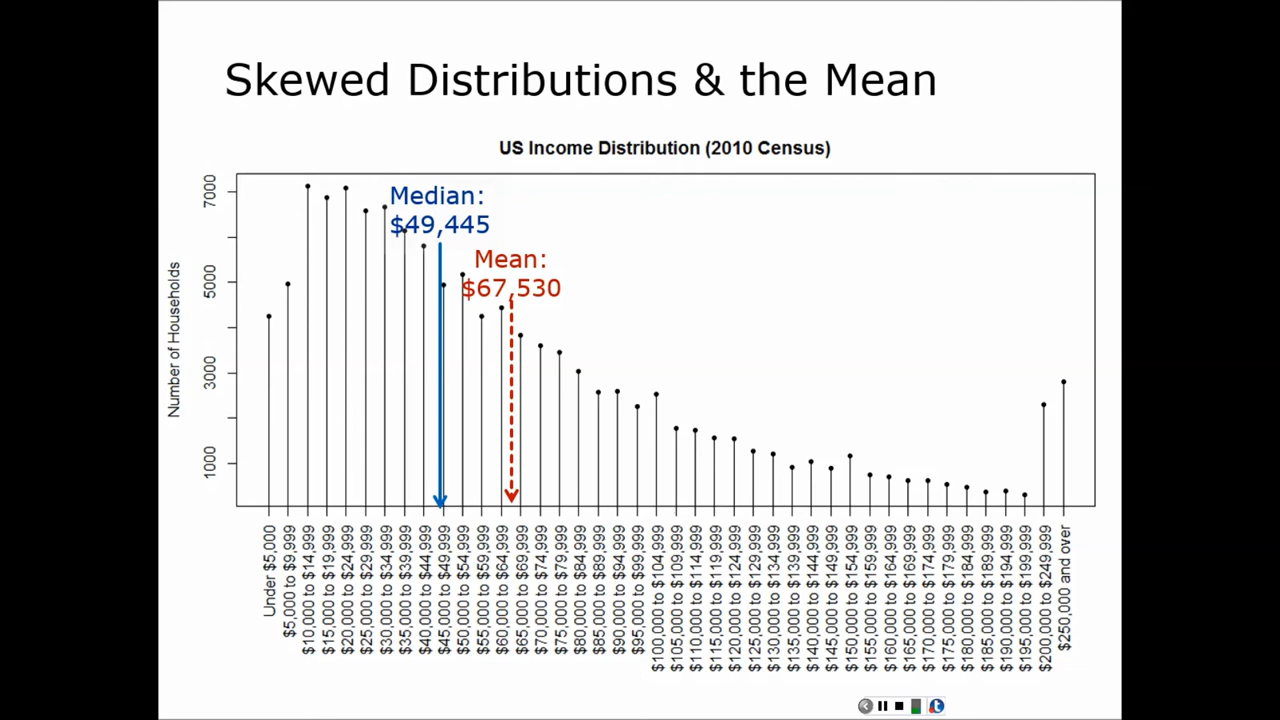 Skewed Distributions & the Mean
US Income Distribution (2010 Census)
Number of Households
7000
5000
3000
1000
Median:
$49,445
Mean:
$67,530
Under $5,000
$5,000 to $9,999
$10,000 to $14,999
$15,000 to $19,999
$20,000 to $24,999
$25,000 to $29,999
$30,000 to $34,999
$35,000 to $39,999
$40,000 to $44,999
$45,000 to $49,999
$50,000 to $54,999
$55,000 to $59,999
$60,000 to $64,999
$65,000 to $69,999
$70,000 to $74,999
$75,000 to $79,999
$80,000 to $84,999
$85,000 to $89,999
$90,000 to $94,999
$95,000 to $99,999
$100,000 to $104,999
$105,000 to $109,999
$110,000 to $114,999
$115,000 to $119,999
$120,000 to $124,999
$125,000 to $129,999
$130,000 to $134,999
$135,000 to $139,999
$140,000 to $144,999
$145,000 to $149,999
$150,000 to $154,999
$155,000 to $159,999
$160,000 to $164,999
$165,000 to $169,999
$170,000 to $174,999
$175,000 to $179,999
$180,000 to $184,999
$185,000 to $189,999
$190,000 to $194,999
$195,000 to $199,999
$200,000 to $249,999
$250,000 and over
t